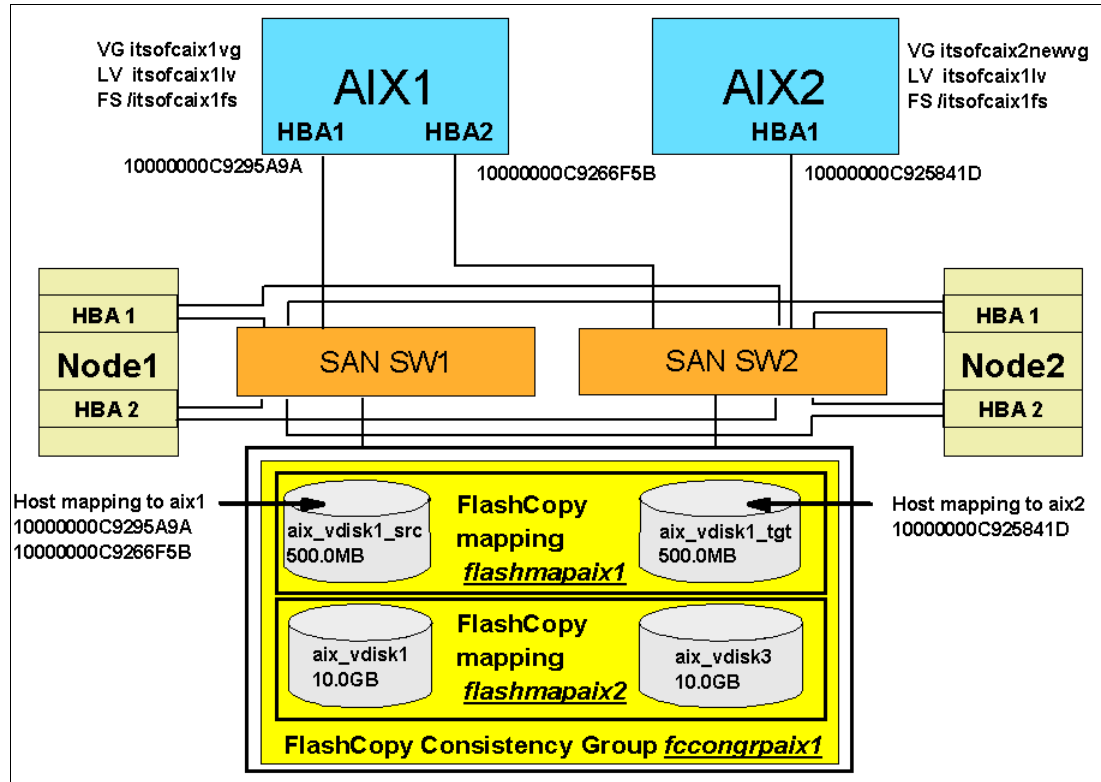 VG itsofcaix1vg
LV itsofcaix1lv
FS /itsofcaix1fs
AIX1
HBA1
HBA2
10000000C9295A9A
10000000C9266F5B
AIX2
HBA1
VG itsofcaix2newvg
LV itsofcaix1lv
FS /itsofcaix1fs
10000000C925841D
HBA 1
Node1
HBA 2
SAN SW1
SAN SW2
HBA 1
Node2
HBA 2
Host mapping to aix1
10000000C9295A9A
10000000C9266F5B
aix_vdisk1_src
500.0MB
FlashCopy
mapping
flashmapaix1
aix_vdisk1_tgt
500.0MB
Host mapping to aix2
10000000C925841D
aix_vdisk1
10.0GB
FlashCopy
mapping
flashmapaix2
aix_vdisk3
10.0GB
FlashCopy Consistency Group fccongrpaix1